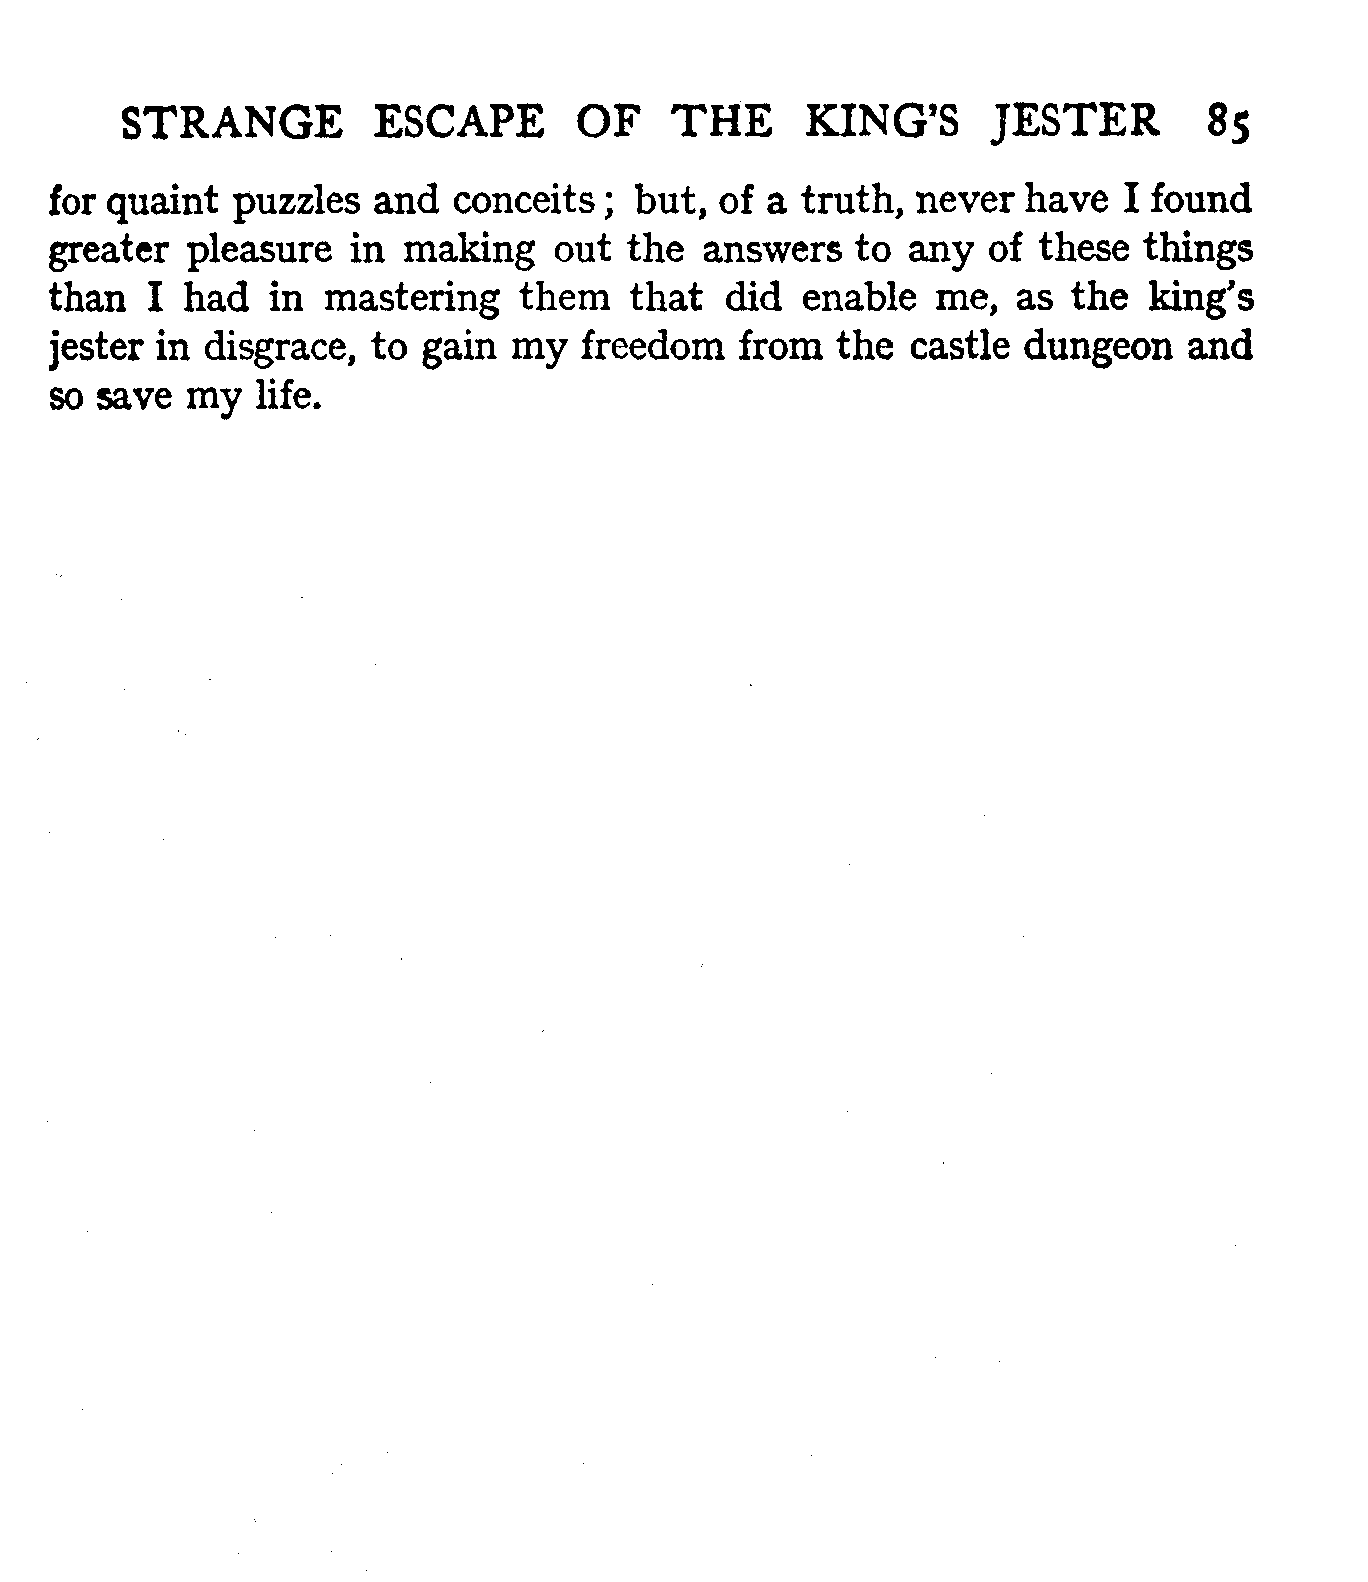 STRANGE ESCAPE OF THE KING'S JESTER 85
for quaint puzzles and conceits ; but, of a truth, never have I found
greater pleasure in making out the answers to any of these things
than I had in mastering them that did enable me, as the king's
jester in disgrace, to gain my freedom from the castle dungeon and
so save my life.